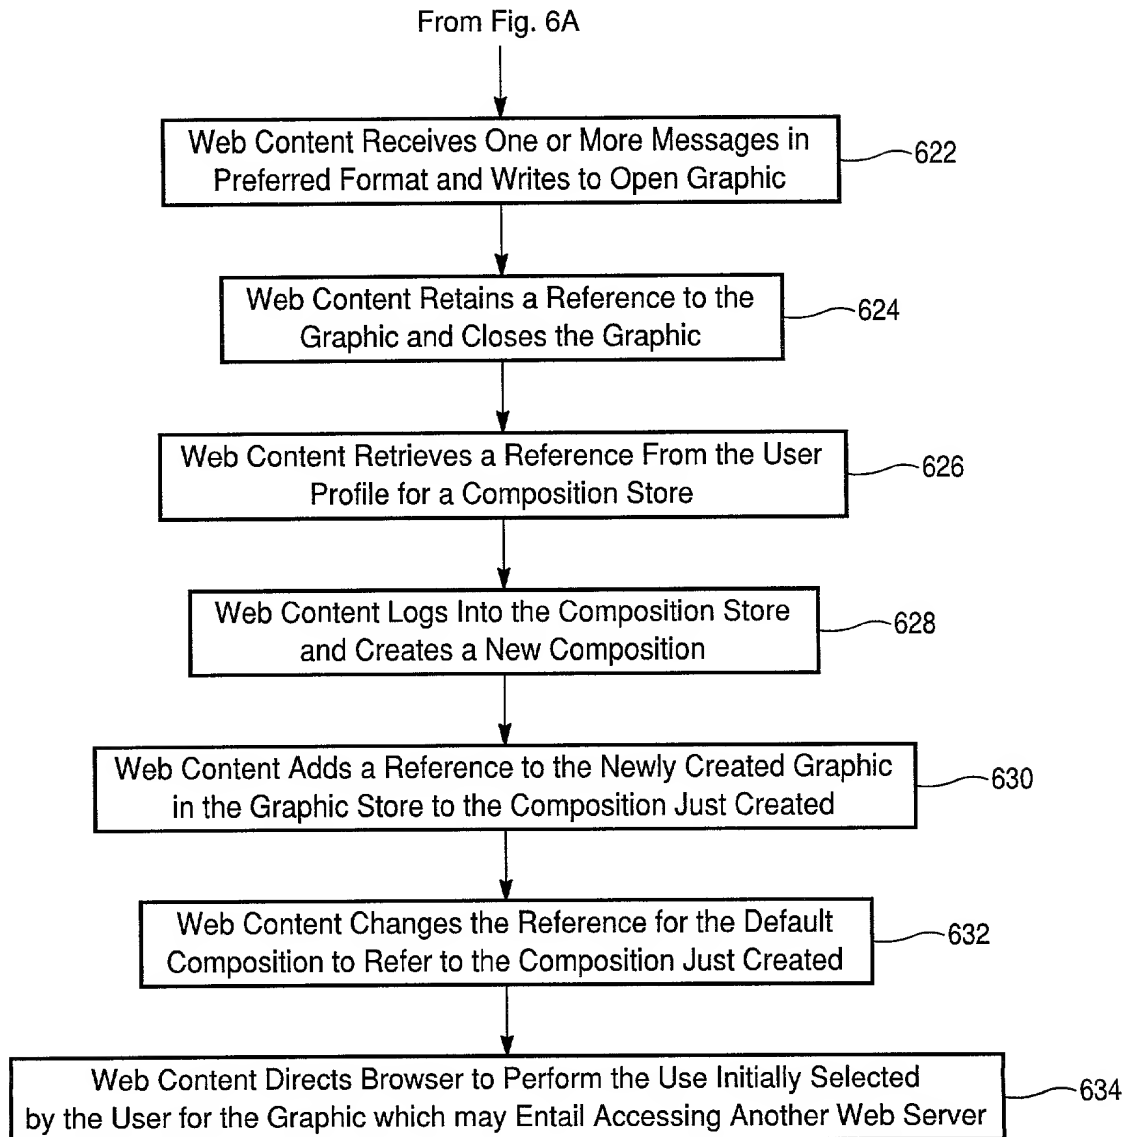 From Fig. 6A
Web Content Receives One or More Messages in
Preferred Format and Writes to Open Graphic
622
Web Content Retains a Reference to the
Graphic and Closes the Graphic
624
Web Content Retrieves a Reference From the User
Profile for a Composition Store
626
Web Content Logs Into the Composition Store
and Creates a New Composition
628
Web Content Adds a Reference to the Newly Created Graphic
in the Graphic Store to the Composition Just Created
630
Web Content Changes the Reference for the Default
Composition to Refer to the Composition Just Created
632
Web Content Directs Browser to Perform the Use Initially Selected
by the User for the Graphic which may Entail Accessing Another Web Server
634